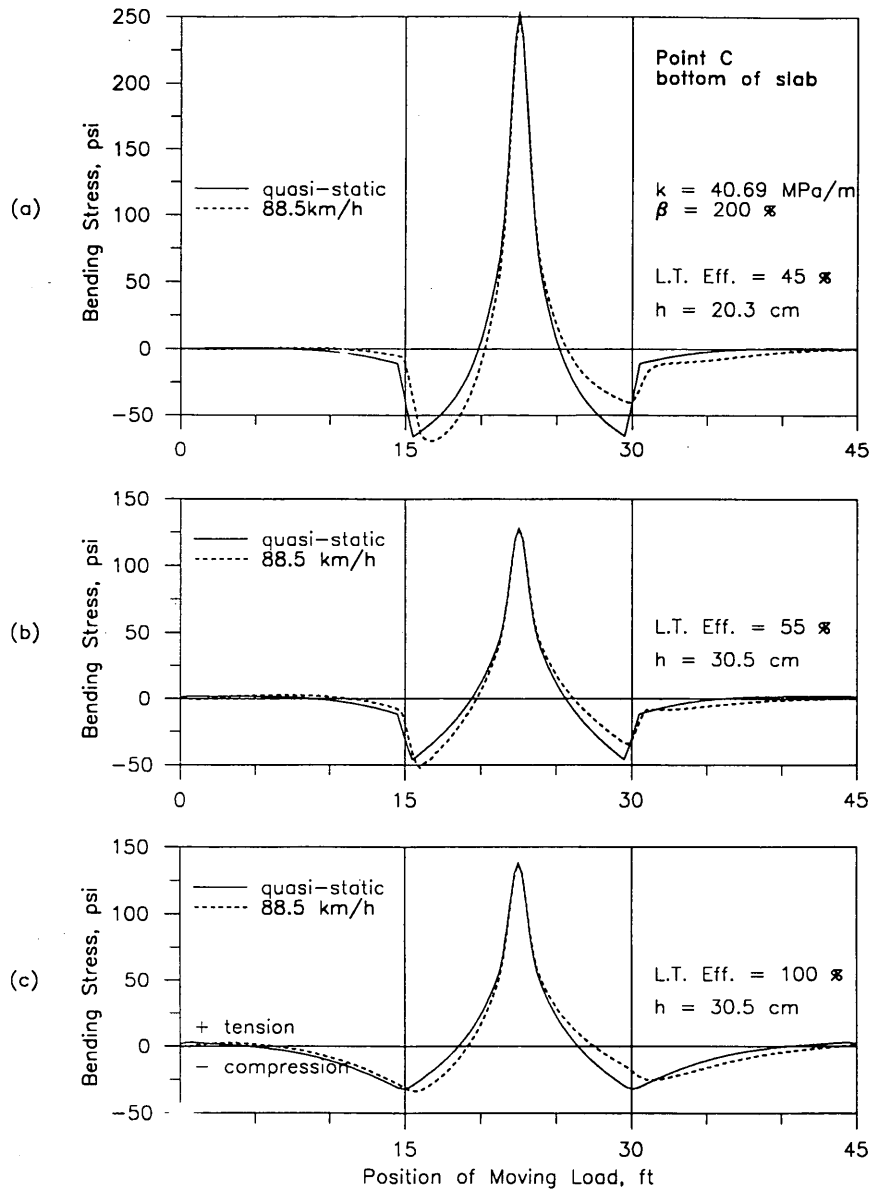 (a)
Bending Stress, psi
250
200
150
100
50
0
−50
quasi−static
88.5km/h
Point C
bottom of slab
k = 40.69 MPa/m
β = 200 %
L.T. Eff. = 45 %
h = 20.3 cm
0 15 30 45
(b)
Bending Stress, psi
150
100
50
0
−50
quasi−static
88.5 km/h
L.T. Eff. = 55 %
h = 30.5 cm
0 15 30 45
(c)
Bending Stress, psi
150
100
50
0
−50
quasi−static
88.5 km/h
+ tension
− compression
L.T. Eff. = 100 %
h = 30.5 cm
15 30 45
Position of Moving Load, ft